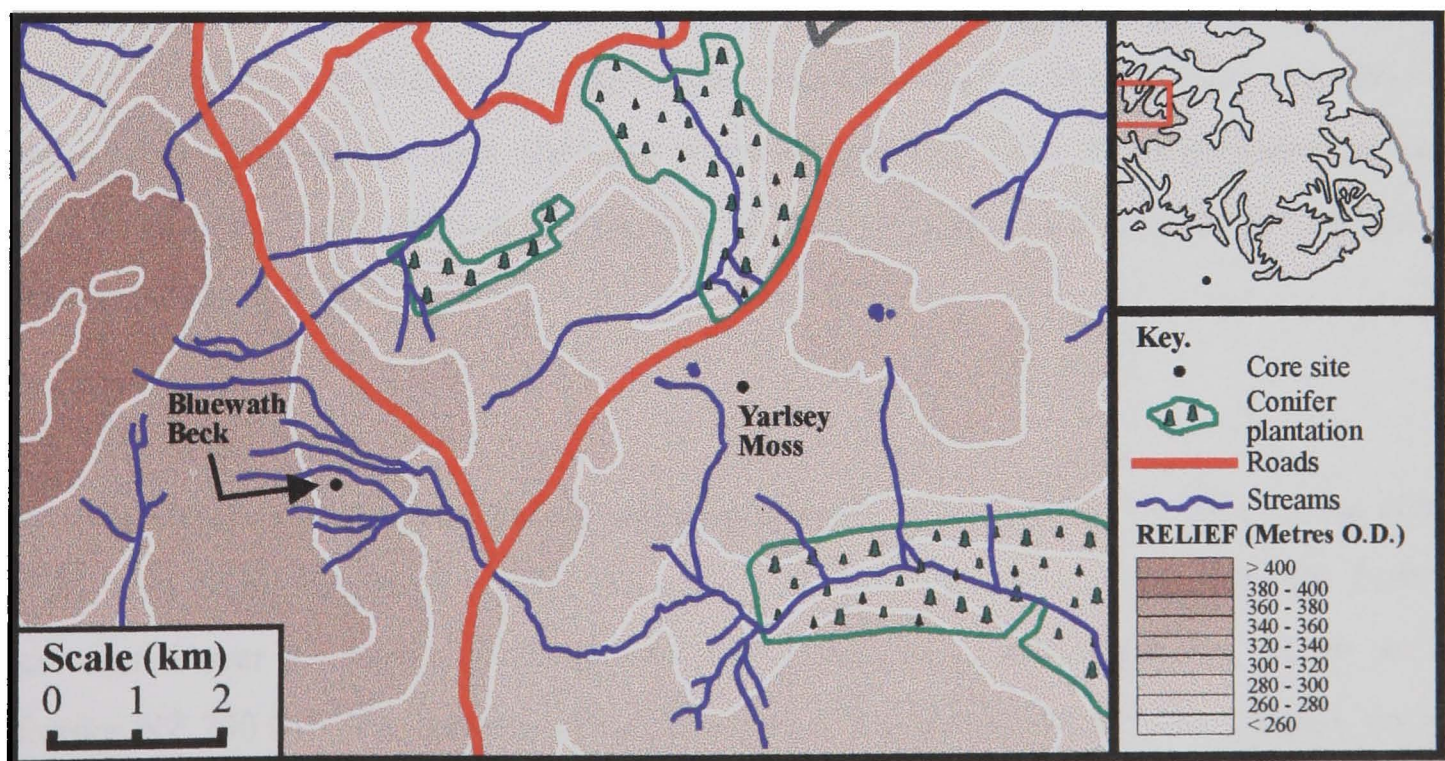 Bluewath
Beck
Yarlsey
Moss
Scale (km)
0 1 2
Key.
Core site
Conifer
plantation
Roads
Streams
RELIEF (Metres O.D.)
> 400
380 - 400
360 - 380
340 - 360
320 - 340
300 - 320
280 - 300
260 - 280
< 260